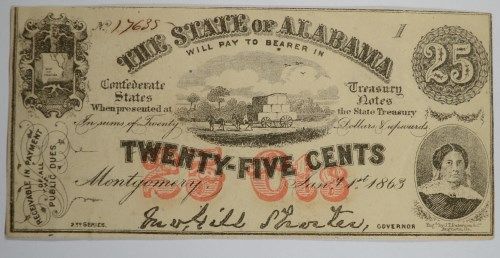 No. 17635
1
THE STATE OF ALABAMA
WILL PAY TO BEARER IN
25
Confederate Treasury
States Notes
When presented at the State Treasury
In sums of Twenty Dollars & upwards
TWENTY-FIVE CENTS
25 Cts
RECEIVABLE IN PAYMENT
OF ALL
PUBLIC DUES
Montgomery Jan'y 1st 1863
2ND SERIES.
Jno Gill Shorter, GOVERNOR